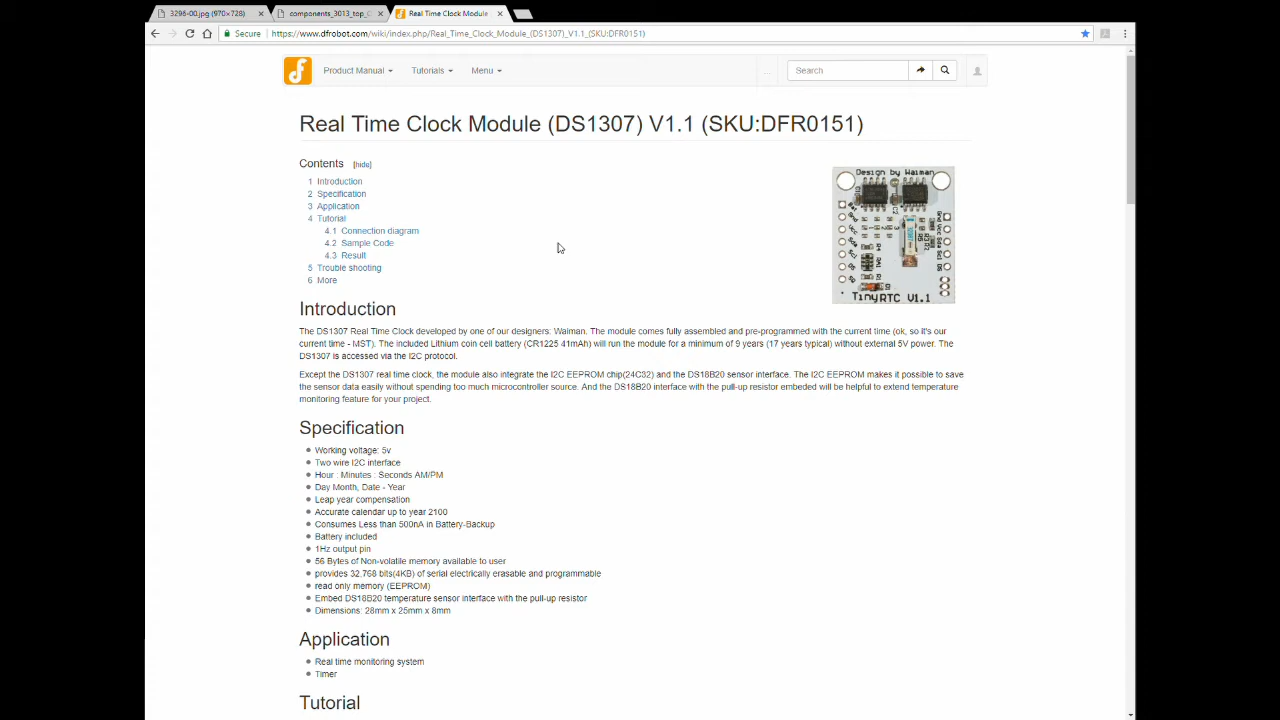 3296-00.jpg (970×728)
components_3013_top_C
Real Time Clock Module
Secure https://www.dfrobot.com/wiki/index.php/Real_Time_Clock_Module_(DS1307)_V1.1_(SKU:DFR0151)
Product Manual Tutorials Menu ... Search
Real Time Clock Module (DS1307) V1.1 (SKU:DFR0151)
Contents [hide]
1 Introduction
2 Specification
3 Application
4 Tutorial
4.1 Connection diagram
4.2 Sample Code
4.3 Result
5 Trouble shooting
6 More
Design by Waiman
Tiny RTC V1.1
Introduction
The DS1307 Real Time Clock developed by one of our designers: Waiman. The module comes fully assembled and pre-programmed with the current time (ok, so it's our
current time - MST). The included Lithium coin cell battery (CR1225 41mAh) will run the module for a minimum of 9 years (17 years typical) without external 5V power. The
DS1307 is accessed via the I2C protocol.
Except the DS1307 real time clock, the module also integrate the I2C EEPROM chip(24C32) and the DS18B20 sensor interface. The I2C EEPROM makes it possible to save
the sensor data easily without spending too much microcontroller source. And the DS18B20 interface with the pull-up resistor embeded will be helpful to extend temperature
monitoring feature for your project.
Specification
Working voltage: 5v
Two wire I2C interface
Hour : Minutes : Seconds AM/PM
Day Month, Date - Year
Leap year compensation
Accurate calendar up to year 2100
Consumes Less than 500nA in Battery-Backup
Battery included
1Hz output pin
56 Bytes of Non-volatile memory available to user
provides 32,768 bits(4KB) of serial electrically erasable and programmable
read only memory (EEPROM)
Embed DS18B20 temperature sensor interface with the pull-up resistor
Dimensions: 28mm x 25mm x 8mm
Application
Real time monitoring system
Timer
Tutorial